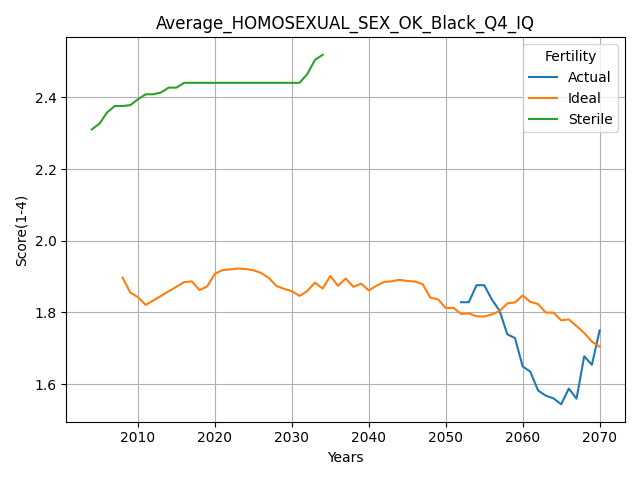 Average_HOMOSEXUAL_SEX_OK_Black_Q4_IQ
Fertility
Actual
Ideal
Sterile
Score(1-4)
2.4
2.2
2.0
1.8
1.6
2010 2020 2030 2040 2050 2060 2070
Years